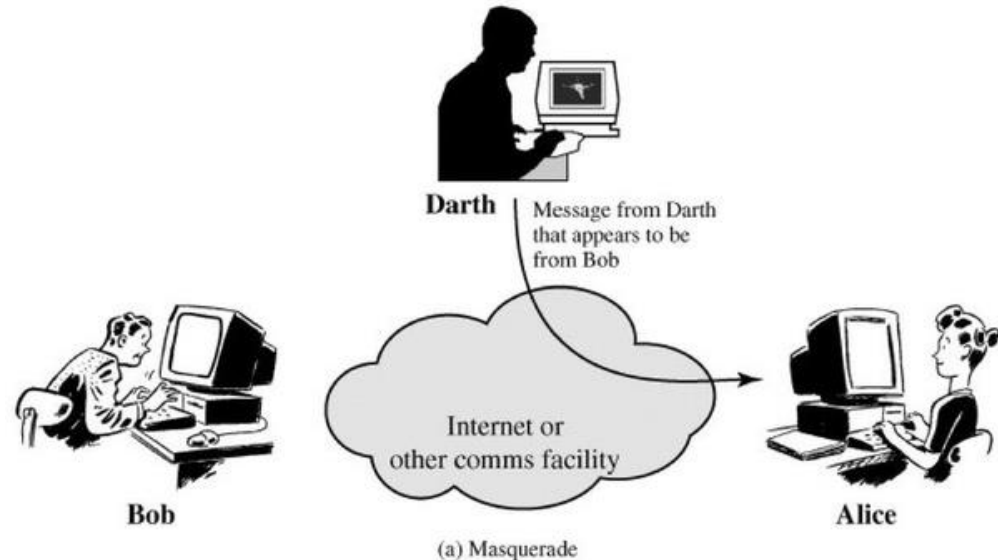 Darth
Message from Darth
that appears to be
from Bob
Internet or
other comms facility
Bob
Alice
(a) Masquerade